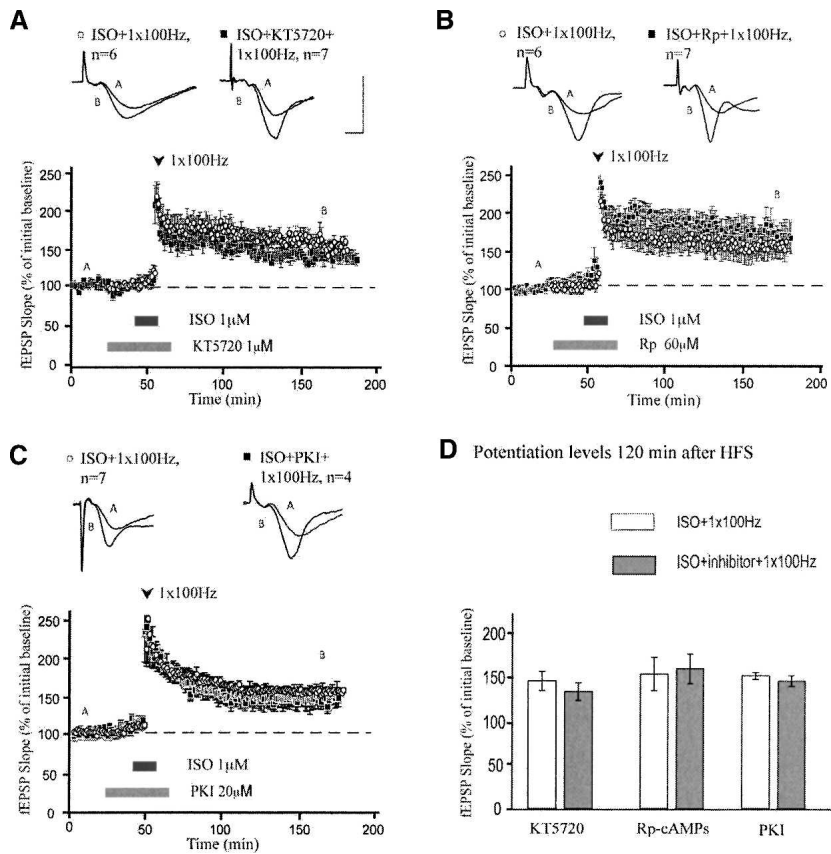 A
ISO+1x100Hz,
n=6
ISO+KT5720+
1x100Hz, n=7
A
B
A
B
1x100Hz
fEPSP Slope (% of initial baseline)
250
200
150
100
50
0
A
B
ISO 1µM
KT5720 1µM
0
50
100
150
200
Time (min)
B
ISO+1x100Hz,
n=6
ISO+Rp+1x100Hz,
n=7
A
B
A
B
1x100Hz
fEPSP Slope (% of initial baseline)
250
200
150
100
50
0
A
B
ISO 1µM
Rp 60µM
0
50
100
150
200
Time (min)
C
ISO+1x100Hz,
n=7
ISO+PKI+
1x100Hz, n=4
A
B
A
B
1x100Hz
fEPSP Slope (% of initial baseline)
250
200
150
100
50
0
A
B
ISO 1µM
PKI 20µM
0
50
100
150
200
Time (min)
D Potentiation levels 120 min after HFS
ISO+1x100Hz
ISO+inhibitor+1x100Hz
fEPSP Slope (% of initial baseline)
200
150
100
150
50
0
KT5720
Rp-cAMPs
PKI